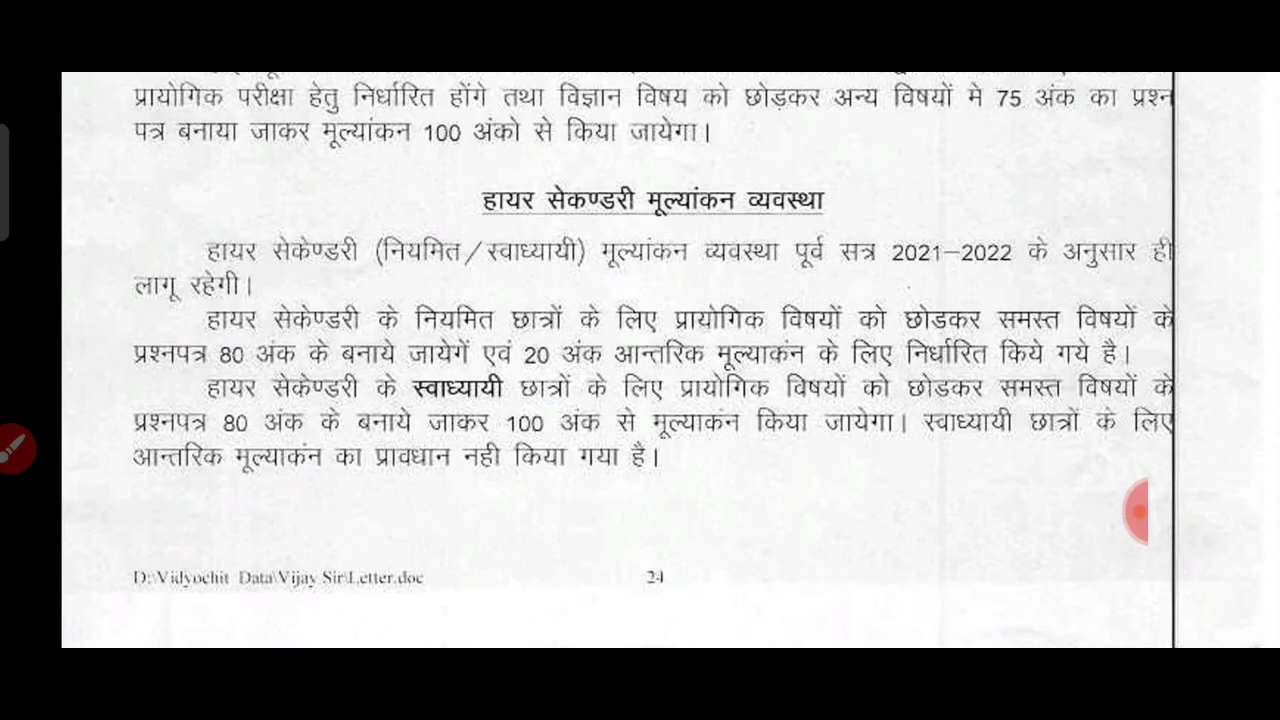 प्रायोगिक परीक्षा हेतु निर्धारित होंगे तथा विज्ञान विषय को छोड़कर अन्य विषयों मे 75 अंक का प्रश्न
पत्र बनाया जाकर मूल्यांकन 100 अंको से किया जायेगा।
हायर सेकण्डरी मूल्यांकन व्यवस्था
हायर सेकेण्डरी (नियमित/स्वाध्यायी) मूल्यांकन व्यवस्था पूर्व सत्र 2021–2022 के अनुसार ही
लागू रहेगी।
हायर सेकेण्डरी के नियमित छात्रों के लिए प्रायोगिक विषयों को छोडकर समस्त विषयों के
प्रश्नपत्र 80 अंक के बनाये जायेगें एवं 20 अंक आन्तरिक मूल्याकंन के लिए निर्धारित किये गये है।
हायर सेकेण्डरी के स्वाध्यायी छात्रों के लिए प्रायोगिक विषयों को छोडकर समस्त विषयों के
प्रश्नपत्र 80 अंक के बनाये जाकर 100 अंक से मूल्याकंन किया जायेगा। स्वाध्यायी छात्रों के लिए
आन्तरिक मूल्याकंन का प्रावधान नही किया गया है।
D:\Vidyochit Data\Vijay Sir\Letter.doc
24